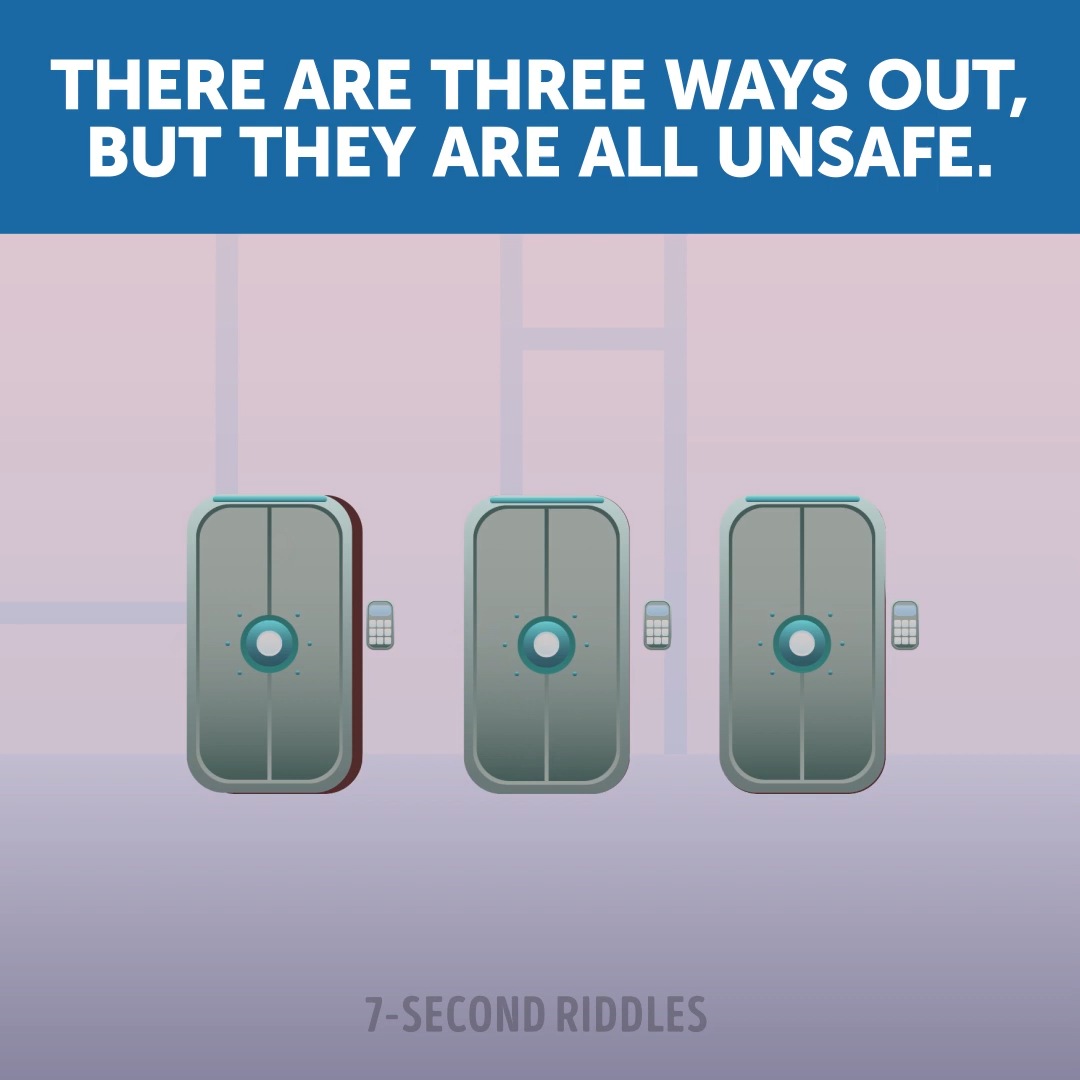 THERE ARE THREE WAYS OUT,
BUT THEY ARE ALL UNSAFE.
7-SECOND RIDDLES